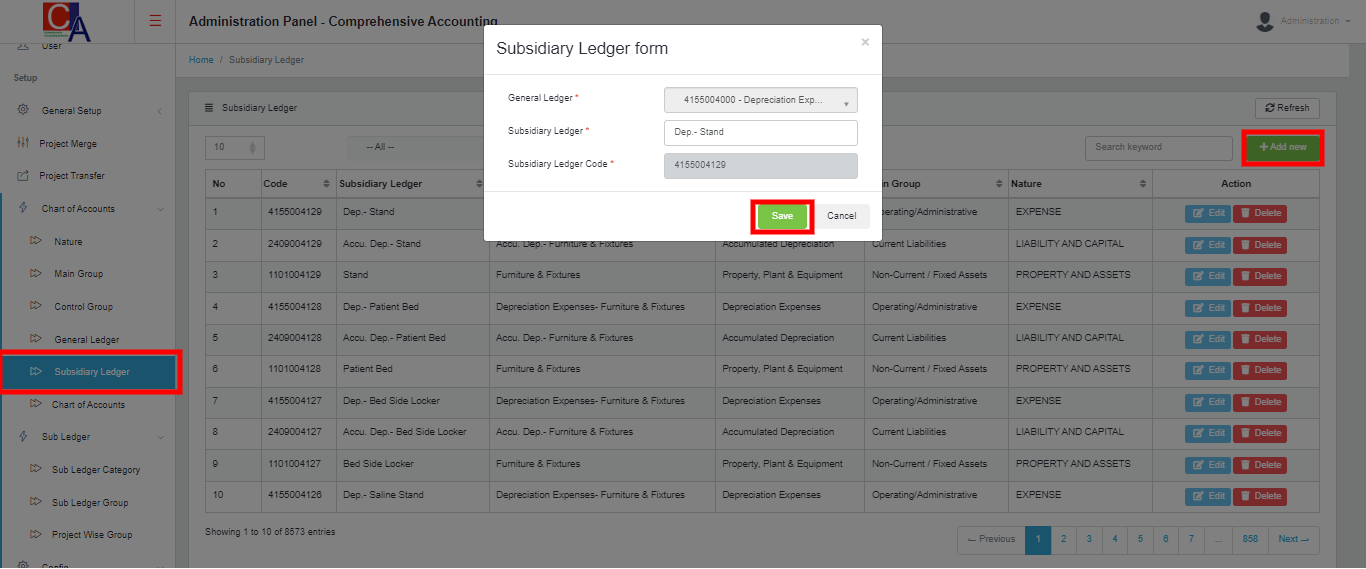 CA
Administration Panel - Comprehensive Accounting
Administration
User
Setup
General Setup
Project Merge
Project Transfer
Chart of Accounts
Nature
Main Group
Control Group
General Ledger
Subsidiary Ledger
Chart of Accounts
Sub Ledger
Sub Ledger Category
Sub Ledger Group
Project Wise Group
Config
Home / Subsidiary Ledger
Subsidiary Ledger
Refresh
10
-- All --
Search keyword
+ Add new
Subsidiary Ledger form ×
General Ledger * 4155004000 - Depreciation Exp...
Subsidiary Ledger * Dep.- Stand
Subsidiary Ledger Code * 4155004129
Save Cancel
No Code Subsidiary Ledger n Group Nature Action
1 4155004129 Dep.- Stand erating/Administrative EXPENSE Edit Delete
2 2409004129 Accu. Dep.- Stand Accu. Dep.- Furniture & Fixtures Accumulated Depreciation Current Liabilities LIABILITY AND CAPITAL Edit Delete
3 1101004129 Stand Furniture & Fixtures Property, Plant & Equipment Non-Current / Fixed Assets PROPERTY AND ASSETS Edit Delete
4 4155004128 Dep.- Patient Bed Depreciation Expenses- Furniture & Fixtures Depreciation Expenses Operating/Administrative EXPENSE Edit Delete
5 2409004128 Accu. Dep.- Patient Bed Accu. Dep.- Furniture & Fixtures Accumulated Depreciation Current Liabilities LIABILITY AND CAPITAL Edit Delete
6 1101004128 Patient Bed Furniture & Fixtures Property, Plant & Equipment Non-Current / Fixed Assets PROPERTY AND ASSETS Edit Delete
7 4155004127 Dep.- Bed Side Locker Depreciation Expenses- Furniture & Fixtures Depreciation Expenses Operating/Administrative EXPENSE Edit Delete
8 2409004127 Accu. Dep.- Bed Side Locker Accu. Dep.- Furniture & Fixtures Accumulated Depreciation Current Liabilities LIABILITY AND CAPITAL Edit Delete
9 1101004127 Bed Side Locker Furniture & Fixtures Property, Plant & Equipment Non-Current / Fixed Assets PROPERTY AND ASSETS Edit Delete
10 4155004126 Dep.- Saline Stand Depreciation Expenses- Furniture & Fixtures Depreciation Expenses Operating/Administrative EXPENSE Edit Delete
Showing 1 to 10 of 8573 entries
Previous 1 2 3 4 5 6 7 ... 858 Next